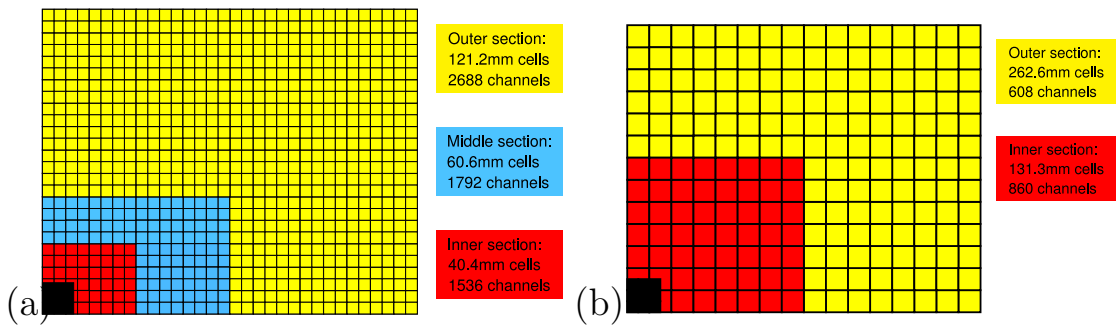 Outer section:
121.2mm cells
2688 channels
Middle section:
60.6mm cells
1792 channels
Inner section:
40.4mm cells
1536 channels
(a)
Outer section:
262.6mm cells
608 channels
Inner section:
131.3mm cells
860 channels
(b)